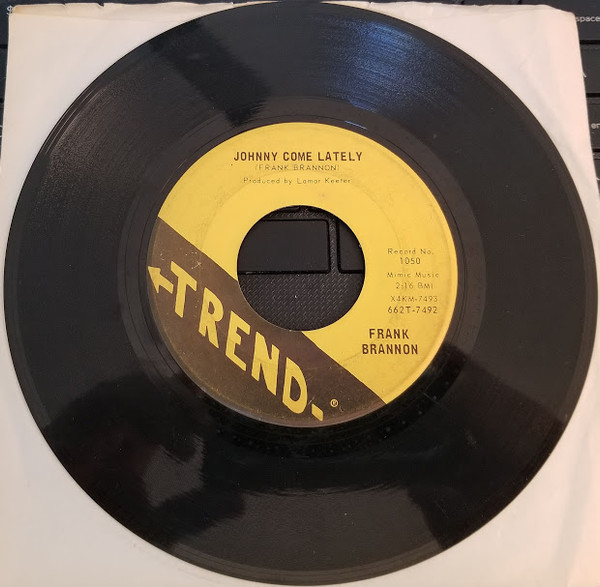 JOHNNY COME LATELY
(FRANK BRANNON)
Produced by Lamar Keeter
Record No.
1050
Mimic Music
2:16 BMI
X4KM-7493
662T-7492
FRANK
BRANNON
TREND
space